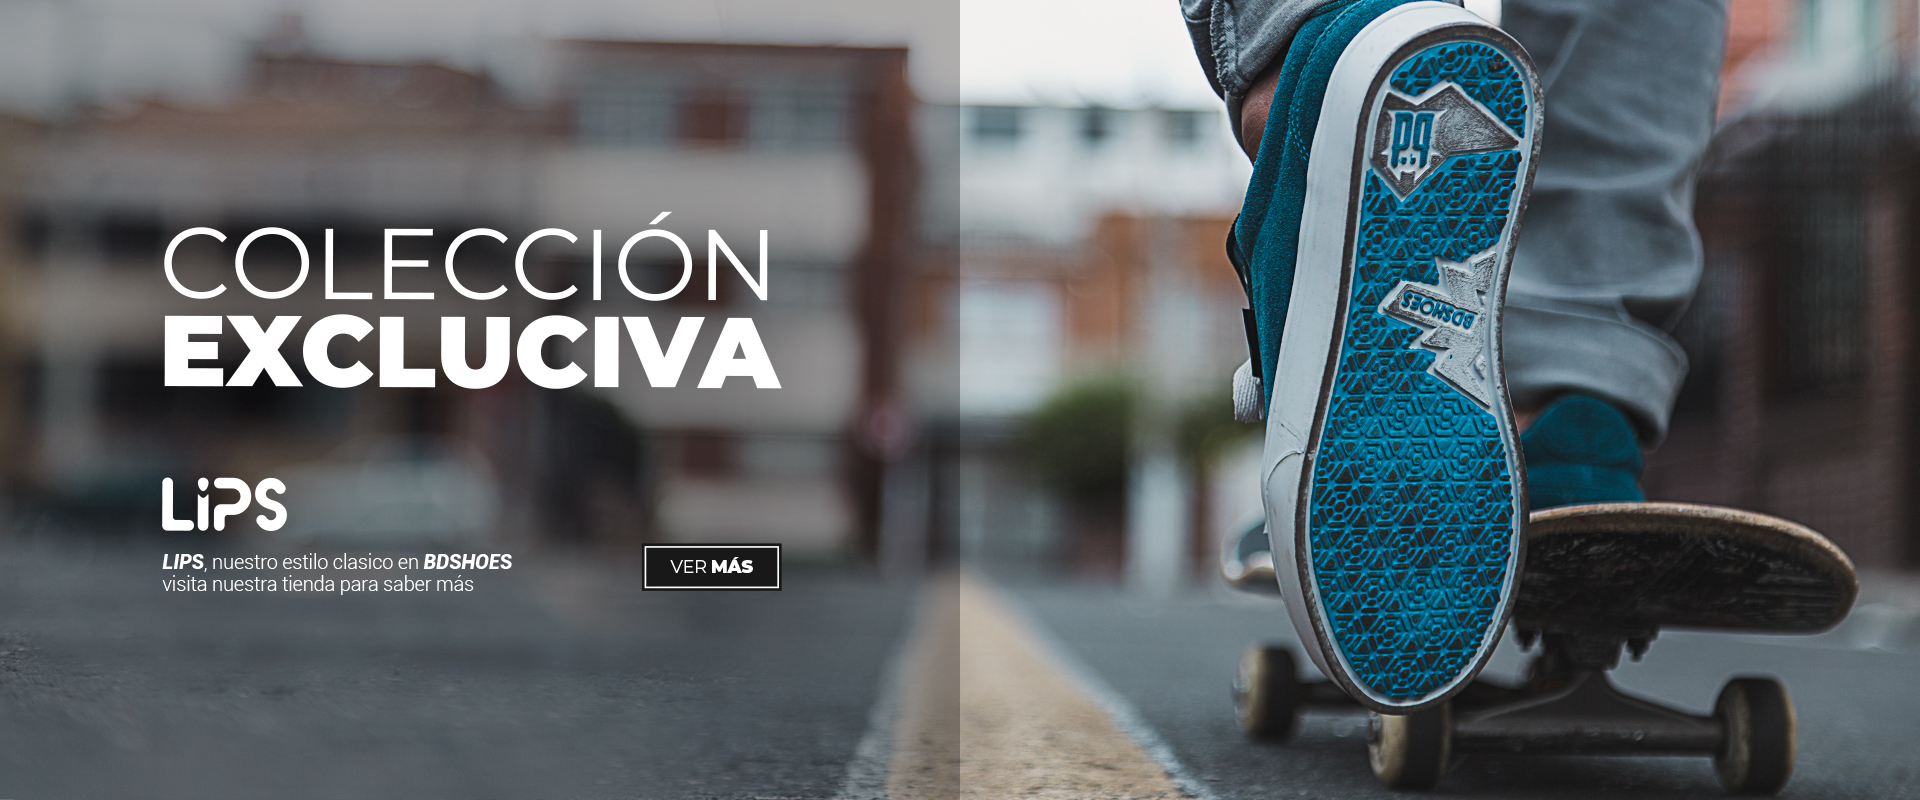 COLECCIÓN
EXCLUCIVA
LiPS
LIPS, nuestro estilo clasico en BDSHOES
visita nuestra tienda para saber más
VER MÁS
BDSHOES